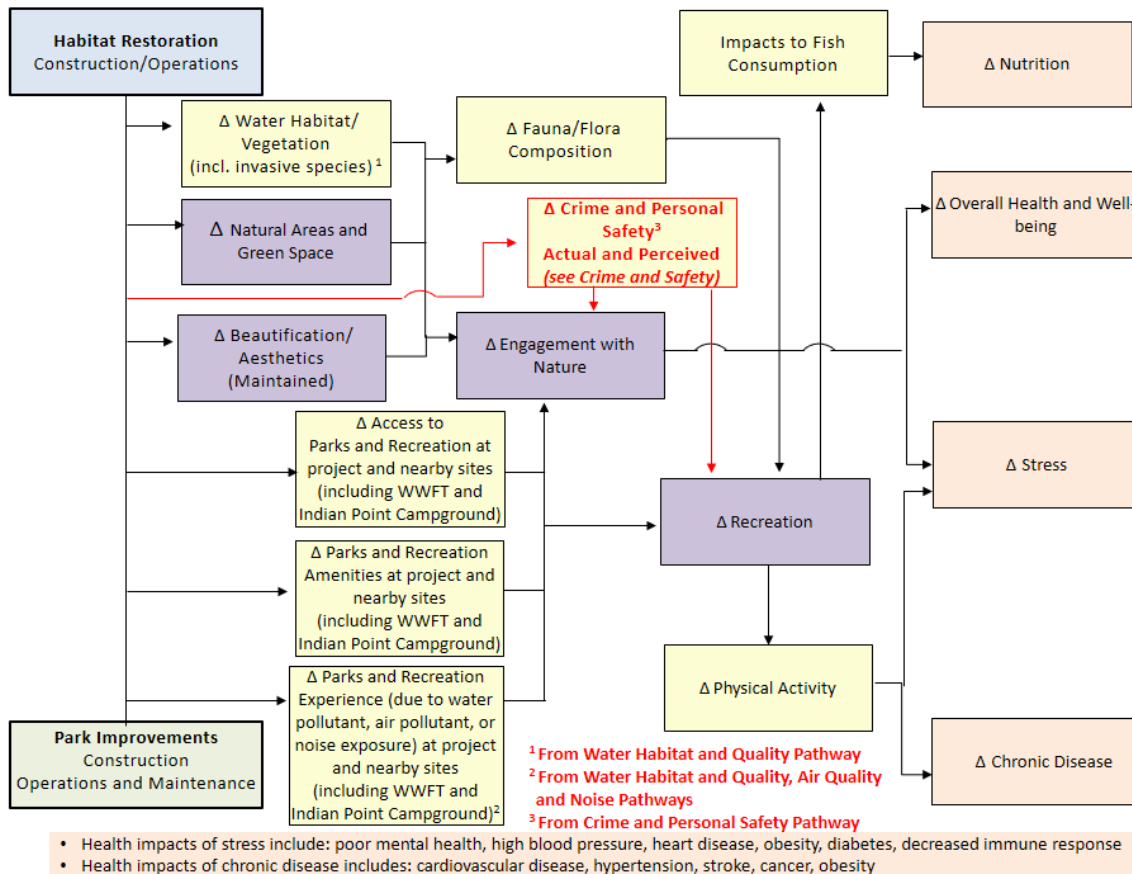 Habitat Restoration
Construction/Operations
Impacts to Fish
Consumption
Δ Nutrition
Δ Water Habitat/
Vegetation
(incl. invasive species) 1
Δ Fauna/Flora
Composition
Δ Natural Areas and
Green Space
Δ Crime and Personal
Safety3
Actual and Perceived
(see Crime and Safety)
Δ Overall Health and Well-
being
Δ Beautification/
Aesthetics
(Maintained)
Δ Engagement with
Nature
Δ Access to
Parks and Recreation at
project and nearby sites
(including WWFT and
Indian Point Campground)
Δ Stress
Δ Recreation
Δ Parks and Recreation
Amenities at project and
nearby sites
(including WWFT and
Indian Point Campground)
Δ Parks and Recreation
Experience (due to water
pollutant, air pollutant, or
noise exposure) at project
and nearby sites
(including WWFT and
Indian Point Campground)2
Δ Physical Activity
Park Improvements
Construction
Operations and Maintenance
Δ Chronic Disease
1 From Water Habitat and Quality Pathway
2 From Water Habitat and Quality, Air Quality
and Noise Pathways
3 From Crime and Personal Safety Pathway
• Health impacts of stress include: poor mental health, high blood pressure, heart disease, obesity, diabetes, decreased immune response
• Health impacts of chronic disease includes: cardiovascular disease, hypertension, stroke, cancer, obesity